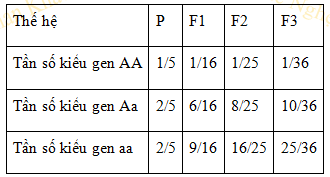 Thế hệ P F1 F2 F3
Tần số kiểu gen AA 1/5 1/16 1/25 1/36
Tần số kiểu gen Aa 2/5 6/16 8/25 10/36
Tần số kiểu gen aa 2/5 9/16 16/25 25/36